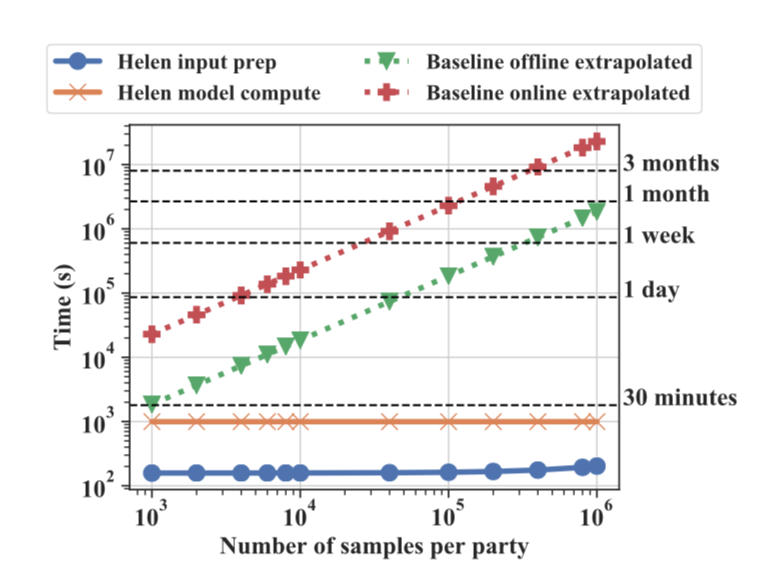 Helen input prep
Baseline offline extrapolated
Helen model compute
Baseline online extrapolated
10^7
3 months
1 month
10^6
1 week
10^5
1 day
10^4
30 minutes
10^3
10^2
Time (s)
10^3 10^4 10^5 10^6
Number of samples per party